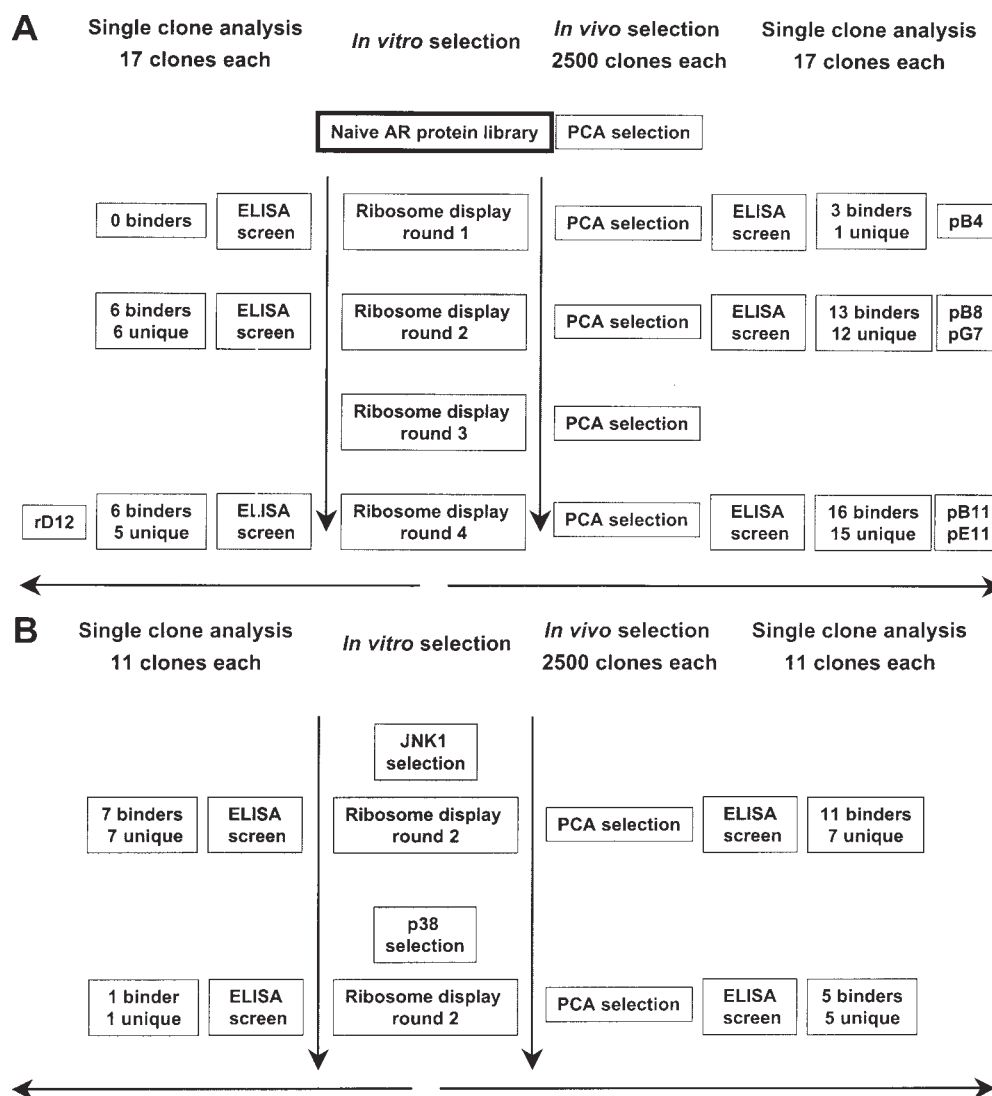 A
Single clone analysis
17 clones each
In vitro selection
In vivo selection
2500 clones each
Single clone analysis
17 clones each
Naive AR protein library
PCA selection
0 binders
ELISA
screen
Ribosome display
round 1
PCA selection
ELISA
screen
3 binders
1 unique
pB4
6 binders
6 unique
ELISA
screen
Ribosome display
round 2
PCA selection
ELISA
screen
13 binders
12 unique
pB8
pG7
Ribosome display
round 3
PCA selection
rD12
6 binders
5 unique
ELISA
screen
Ribosome display
round 4
PCA selection
ELISA
screen
16 binders
15 unique
pB11
pE11
B
Single clone analysis
11 clones each
In vitro selection
In vivo selection
2500 clones each
Single clone analysis
11 clones each
JNK1
selection
7 binders
7 unique
ELISA
screen
Ribosome display
round 2
PCA selection
ELISA
screen
11 binders
7 unique
p38
selection
1 binder
1 unique
ELISA
screen
Ribosome display
round 2
PCA selection
ELISA
screen
5 binders
5 unique